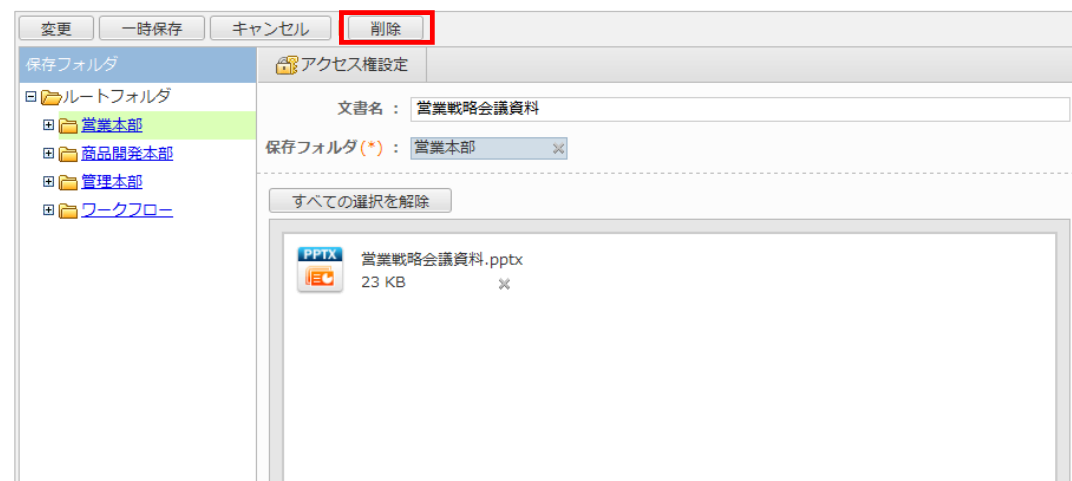 変更 一時保存 キャンセル 削除
保存フォルダ
アクセス権設定
ルートフォルダ
営業本部
商品開発本部
管理本部
ワークフロー
文書名 : 営業戦略会議資料
保存フォルダ(*) : 営業本部
すべての選択を解除
PPTX
営業戦略会議資料.pptx
23 KB